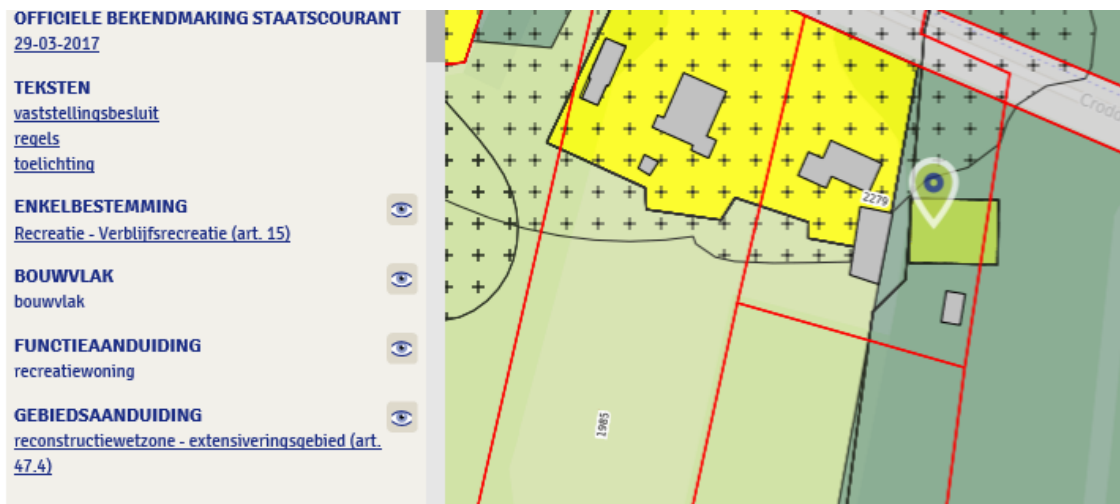 OFFICIELE BEKENDMAKING STAATSCOURANT
29-03-2017
TEKSTEN
vaststellingsbesluit
regels
toelichting
ENKELBESTEMMING
Recreatie - Verblijfsrecreatie (art. 15)
BOUWVLAK
bouwvlak
FUNCTIEAANDUIDING
recreatiewoning
GEBIEDSAANDUIDING
reconstructiewetzone - extensiveringsgebied (art.
47.4)
2279
1985